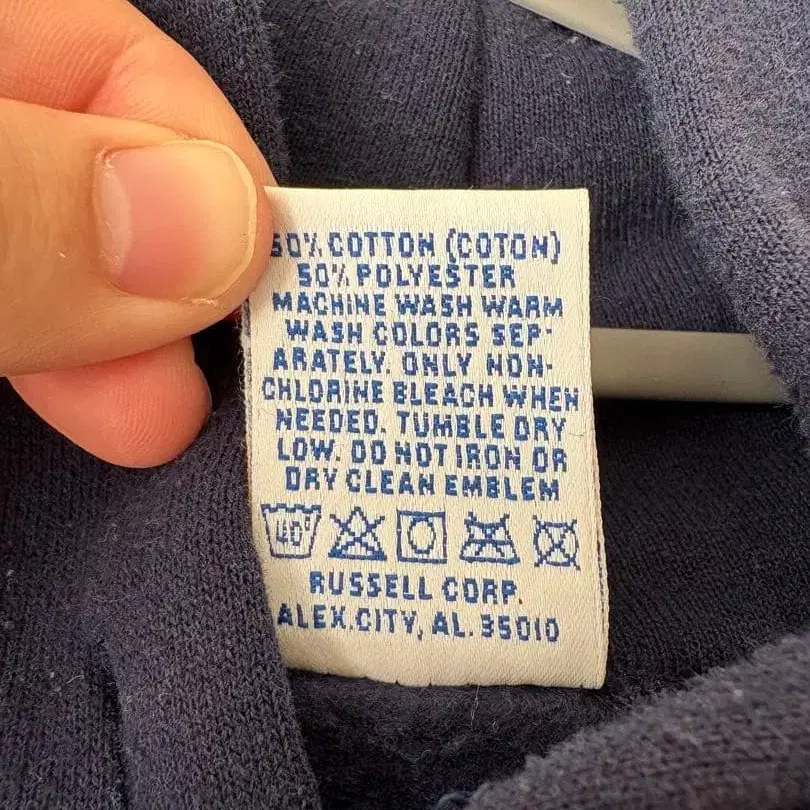 50% COTTON (COTON)
50% POLYESTER
MACHINE WASH WARM
WASH COLORS SEP-
ARATELY. ONLY NON-
CHLORINE BLEACH WHEN
NEEDED. TUMBLE DRY
LOW. DO NOT IRON OR
DRY CLEAN EMBLEM
40°
RUSSELL CORP.
ALEX.CITY, AL. 35010